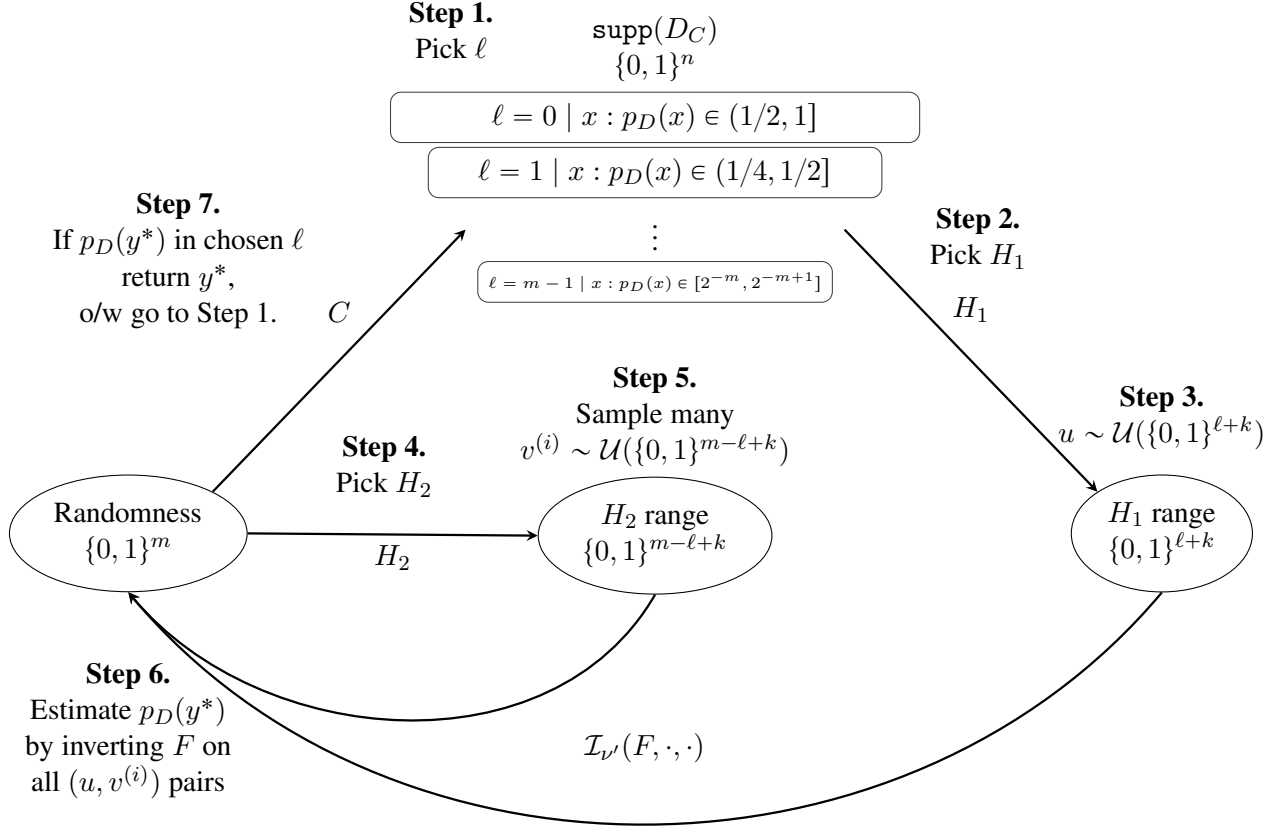 Step 1.
Pick ℓ
supp(D_C)
{0, 1}^n
ℓ = 0 | x : p_D(x) ∈ (1/2, 1]
ℓ = 1 | x : p_D(x) ∈ (1/4, 1/2]
⋮
ℓ = m − 1 | x : p_D(x) ∈ [2^{−m}, 2^{−m+1}]
Step 7.
If p_D(y*) in chosen ℓ
return y*,
o/w go to Step 1.
C
Step 2.
Pick H_1
H_1
Step 3.
u ∼ 𝒰({0, 1}^{ℓ+k})
Step 5.
Sample many
v^{(i)} ∼ 𝒰({0, 1}^{m−ℓ+k})
Step 4.
Pick H_2
H_2
Randomness
{0, 1}^m
H_2 range
{0, 1}^{m−ℓ+k}
H_1 range
{0, 1}^{ℓ+k}
Step 6.
Estimate p_D(y*)
by inverting F on
all (u, v^{(i)}) pairs
ℐ_{ν′}(F, ·, ·)